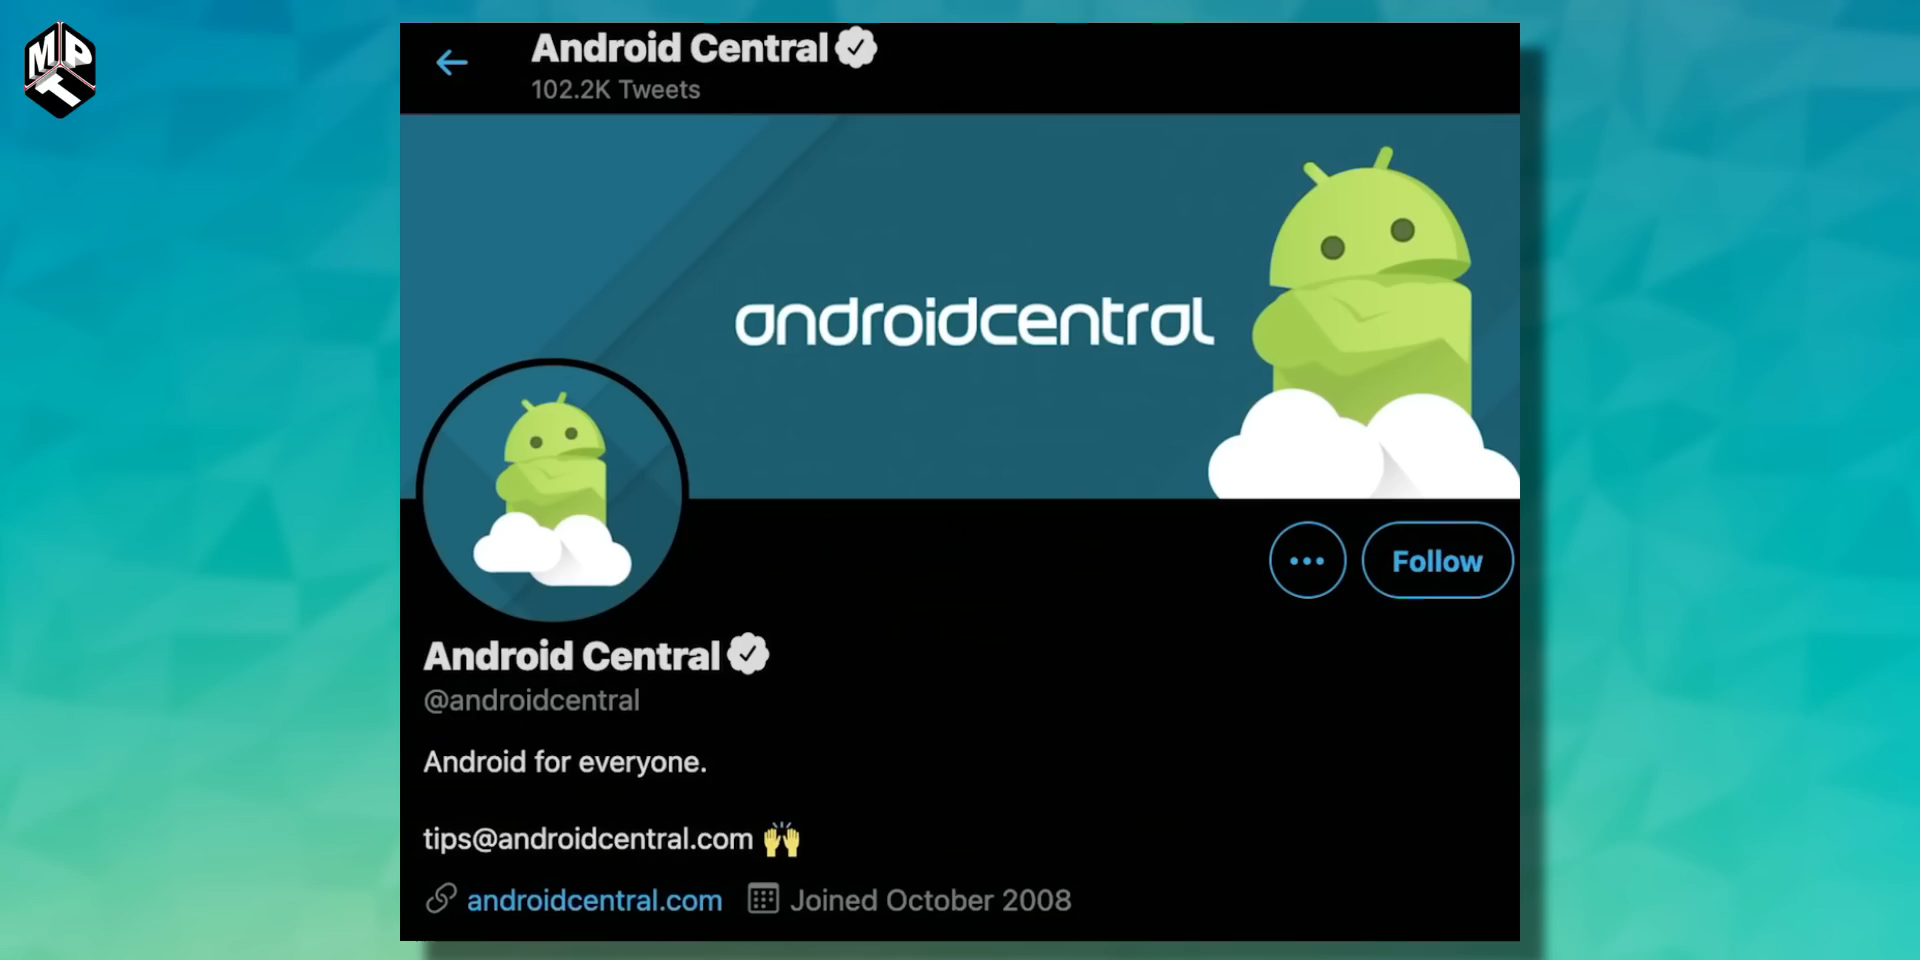 MPT
Android Central
102.2K Tweets
androidcentral
Follow
Android Central
@androidcentral
Android for everyone.
tips@androidcentral.com 🙌
androidcentral.com Joined October 2008